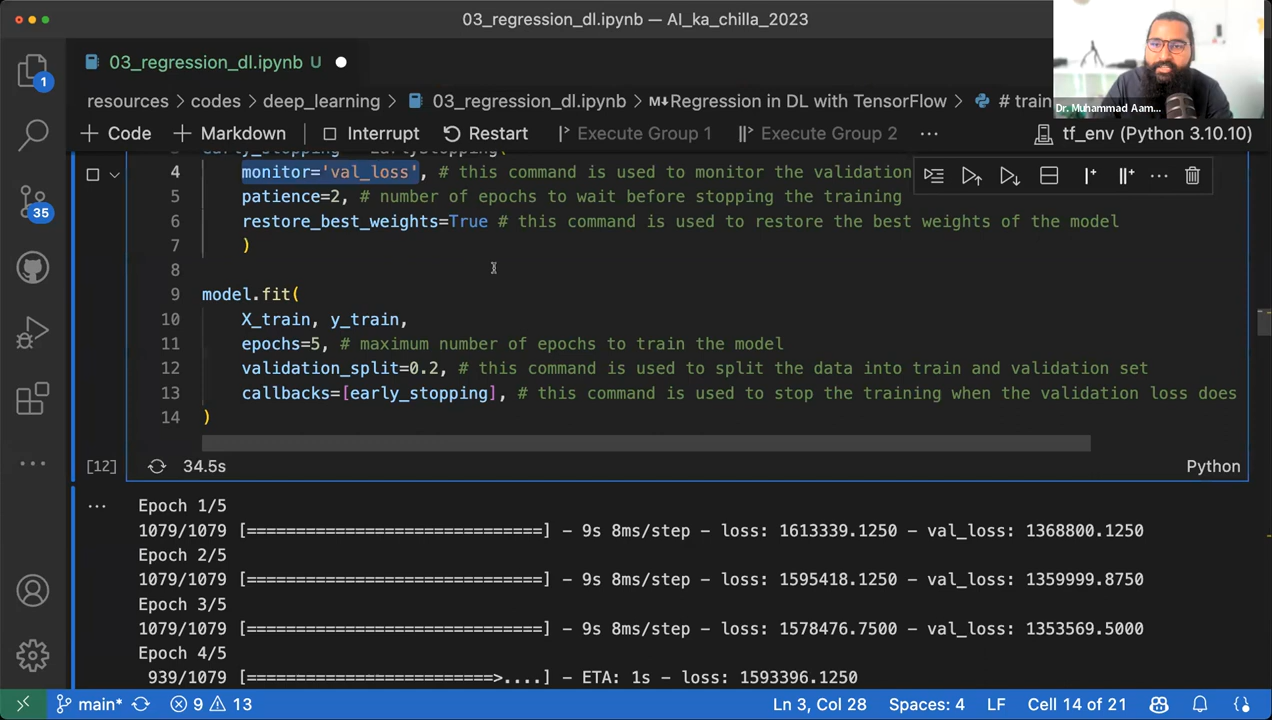 03_regression_dl.ipynb — AI_ka_chilla_2023
03_regression_dl.ipynb U
resources > codes > deep_learning > 03_regression_dl.ipynb > M↓Regression in DL with TensorFlow > # train
Dr. Muhammad Aam...
+ Code + Markdown Interrupt Restart Execute Group 1 Execute Group 2 ... tf_env (Python 3.10.10)
early_stopping = EarlyStopping(
4 monitor='val_loss', # this command is used to monitor the validation
5 patience=2, # number of epochs to wait before stopping the training
6 restore_best_weights=True # this command is used to restore the best weights of the model
7 )
8
9 model.fit(
10 X_train, y_train,
11 epochs=5, # maximum number of epochs to train the model
12 validation_split=0.2, # this command is used to split the data into train and validation set
13 callbacks=[early_stopping], # this command is used to stop the training when the validation loss does
14 )
[12] 34.5s Python
Epoch 1/5
1079/1079 [==============================] - 9s 8ms/step - loss: 1613339.1250 - val_loss: 1368800.1250
Epoch 2/5
1079/1079 [==============================] - 9s 8ms/step - loss: 1595418.1250 - val_loss: 1359999.8750
Epoch 3/5
1079/1079 [==============================] - 9s 8ms/step - loss: 1578476.7500 - val_loss: 1353569.5000
Epoch 4/5
939/1079 [=========================>....] - ETA: 1s - loss: 1593396.1250
1
35
main* 9 13 Ln 3, Col 28 Spaces: 4 LF Cell 14 of 21